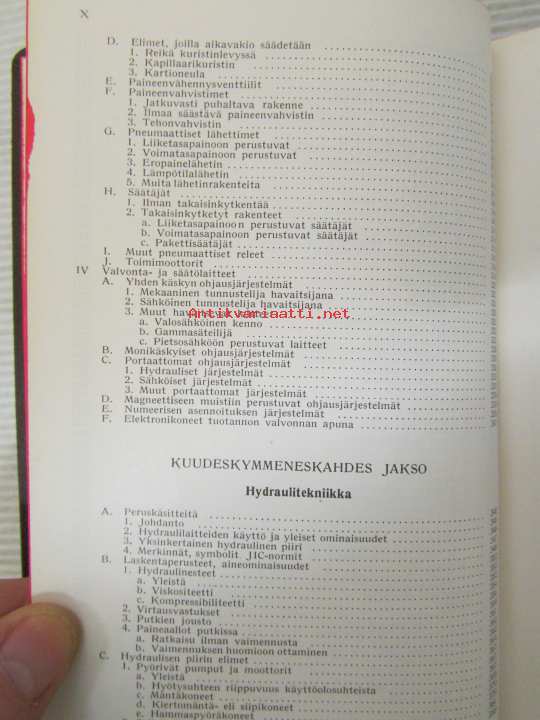 X
D. Elimet, joilla aikavakio säädetään
1. Reikä kuristinlevyssä
2. Kapillaarikuristin
3. Kartioneula
E. Paineenvähennysventtiilit
F. Paineenvahvistimet
1. Jatkuvasti puhaltava rakenne
2. Ilmaa säästävä paineenvahvistin
3. Tehonvahvistin
G. Pneumaattiset lähettimet
1. Liiketasapainoon perustuvat
2. Voimatasapainoon perustuvat
3. Eropainelähetin
4. Lämpötilalähetin
5. Muita lähetinrakenteita
H. Säätäjät
1. Ilman takaisinkytkentää
2. Takaisinkytketyt rakenteet
a. Liiketasapainoon perustuvat säätäjät
b. Voimatasapainoon perustuvat säätäjät
c. Pakettisäätäjät
I. Muut pneumaattiset releet
J. Toimimoottorit
IV Valvonta- ja säätölaitteet
A. Yhden käskyn ohjausjärjestelmät
1. Mekaaninen tunnustelija havaitsijana
2. Sähköinen tunnustelija havaitsijana
3. Muut
Antikvariaatti.net
a. Valosähköinen kenno
b. Gammasäteilijä
c. Pietsosähköön perustuvat laitteet
B. Monikäskyiset ohjausjärjestelmät
C. Portaattomat ohjausjärjestelmät
1. Hydrauliset järjestelmät
2. Sähköiset järjestelmät
3. Muut portaattomat järjestelmät
D. Magneettiseen muistiin perustuvat ohjausjärjestelmät
E. Numeerisen asennoituksen järjestelmät
F. Elektronikoneet tuotannon valvonnan apuna
KUUDESKYMMENESKAHDES JAKSO
Hydraulitekniikka
A. Peruskäsitteitä
1. Johdanto
2. Hydraulilaitteiden käyttö ja yleiset ominaisuudet
3. Yksinkertainen hydraulinen piiri
4. Merkinnät, symbolit. JIC-normit
B. Laskentaperusteet, aineominaisuudet
1. Hydraulinesteet
a. Yleistä
b. Viskositeetti
c. Kompressibiliteetti
2. Virtausvastukset
3. Putkien jousto
4. Paineaallot putkissa
a. Ratkaisu ilman vaimennusta
b. Vaimennuksen huomioon ottaminen
C. Hydraulisen piirin elimet
1. Pyörivät pumput ja moottorit
a. Yleistä
b. Hyötysuhteen riippuvuus käyttöolosuhteista
c. Mäntäkoneet
d. Kiertomäntä- eli siipikoneet
e. Hammaspyöräkoneet